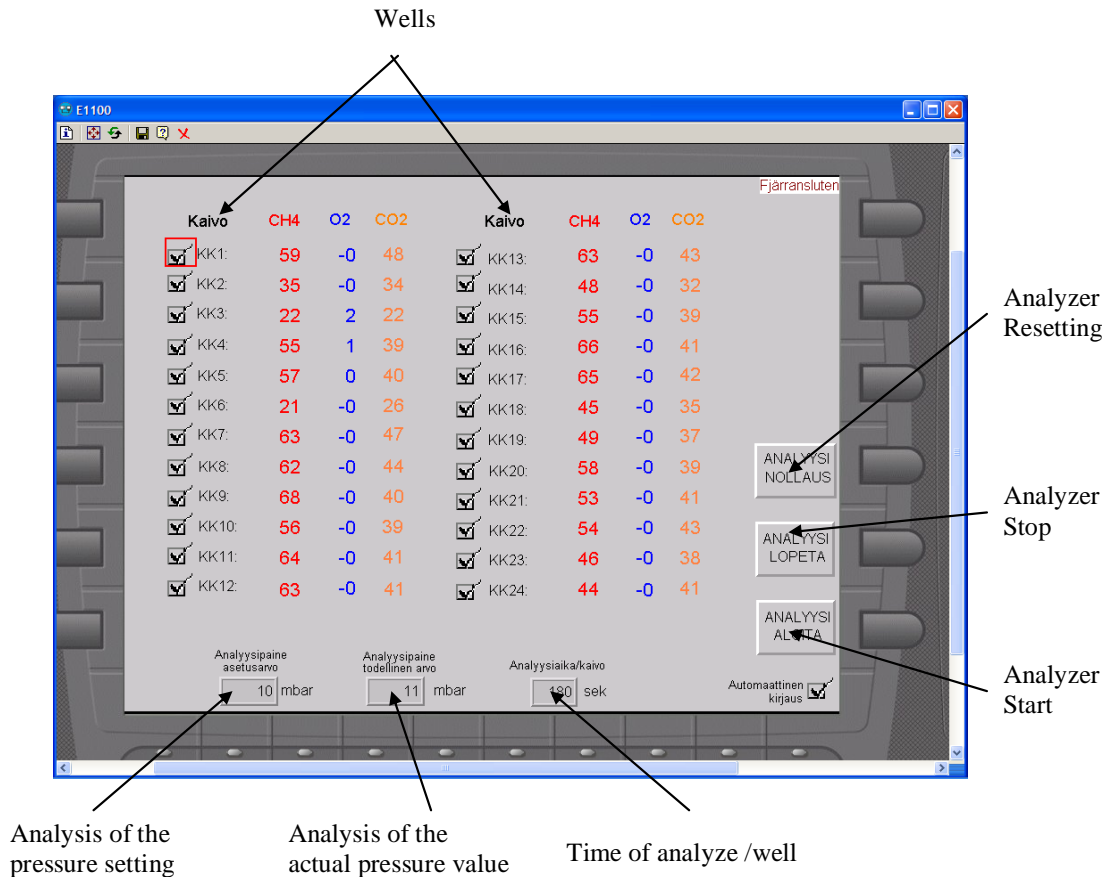 Wells
E1100
Fjärransluten
Kaivo CH4 O2 CO2 Kaivo CH4 O2 CO2
KK1: 59 -0 48 KK13: 63 -0 43
KK2: 35 -0 34 KK14: 48 -0 32
KK3: 22 2 22 KK15: 55 -0 39
KK4: 55 1 39 KK16: 66 -0 41
KK5: 57 0 40 KK17: 65 -0 42
KK6: 21 -0 26 KK18: 45 -0 35
KK7: 63 -0 47 KK19: 49 -0 37
KK8: 62 -0 44 KK20: 58 -0 39
KK9: 68 -0 40 KK21: 53 -0 41
KK10: 56 -0 39 KK22: 54 -0 43
KK11: 64 -0 41 KK23: 46 -0 38
KK12: 63 -0 41 KK24: 44 -0 41
Analyzer
Resetting
ANALYYSI
NOLLAUS
Analyzer
Stop
ANALYYSI
LOPETA
ANALYYSI
ALOITA
Analyzer
Start
Analyysipaine
asetusarvo
10 mbar
Analyysipaine
todellinen arvo
11 mbar
Analyysiaika/kaivo
180 sek
Automaattinen
kirjaus
Analysis of the
pressure setting
Analysis of the
actual pressure value
Time of analyze /well